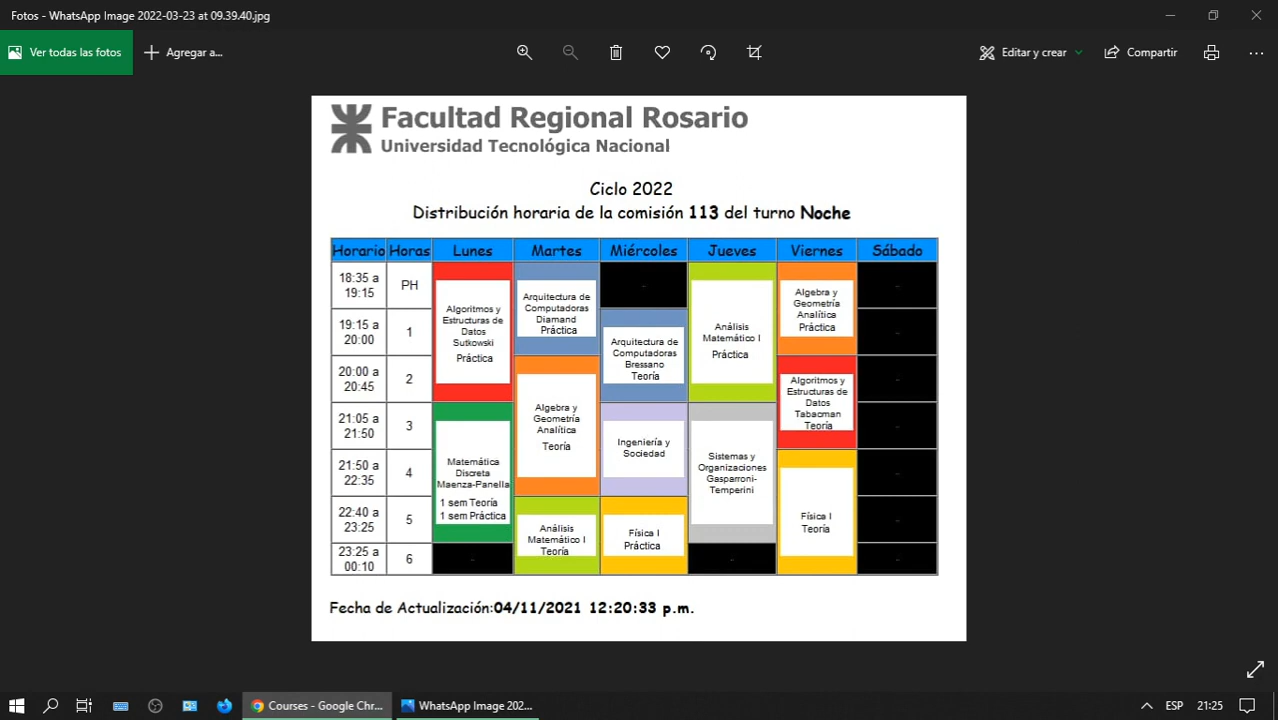 Fotos - WhatsApp Image 2022-03-23 at 09.39.40.jpg
Ver todas las fotos
Agregar a...
Editar y crear
Compartir
Facultad Regional Rosario
Universidad Tecnológica Nacional
Ciclo 2022
Distribución horaria de la comisión 113 del turno Noche
Horario Horas Lunes Martes Miércoles Jueves Viernes Sábado
18:35 a
19:15
PH
19:15 a
20:00
1
20:00 a
20:45
2
21:05 a
21:50
3
21:50 a
22:35
4
22:40 a
23:25
5
23:25 a
00:10
6
Algoritmos y
Estructuras de
Datos
Sutkowski
Práctica
Matemática
Discreta
Maenza-Panella
1 sem Teoría
1 sem Práctica
-
Arquitectura de
Computadoras
Diamand
Práctica
Algebra y
Geometría
Analítica
Teoría
Análisis
Matemático I
Teoría
-
Arquitectura de
Computadoras
Bressano
Teoría
Ingeniería y
Sociedad
Física I
Práctica
Análisis
Matemático I
Práctica
Sistemas y
Organizaciones
Gasparroni-
Temperini
-
Algebra y
Geometría
Analítica
Práctica
Algoritmos y
Estructuras de
Datos
Tabacman
Teoría
Física I
Teoría
-
-
-
-
-
-
-
Fecha de Actualización:04/11/2021 12:20:33 p.m.
Courses - Google Chr...
WhatsApp Image 202...
ESP
21:25